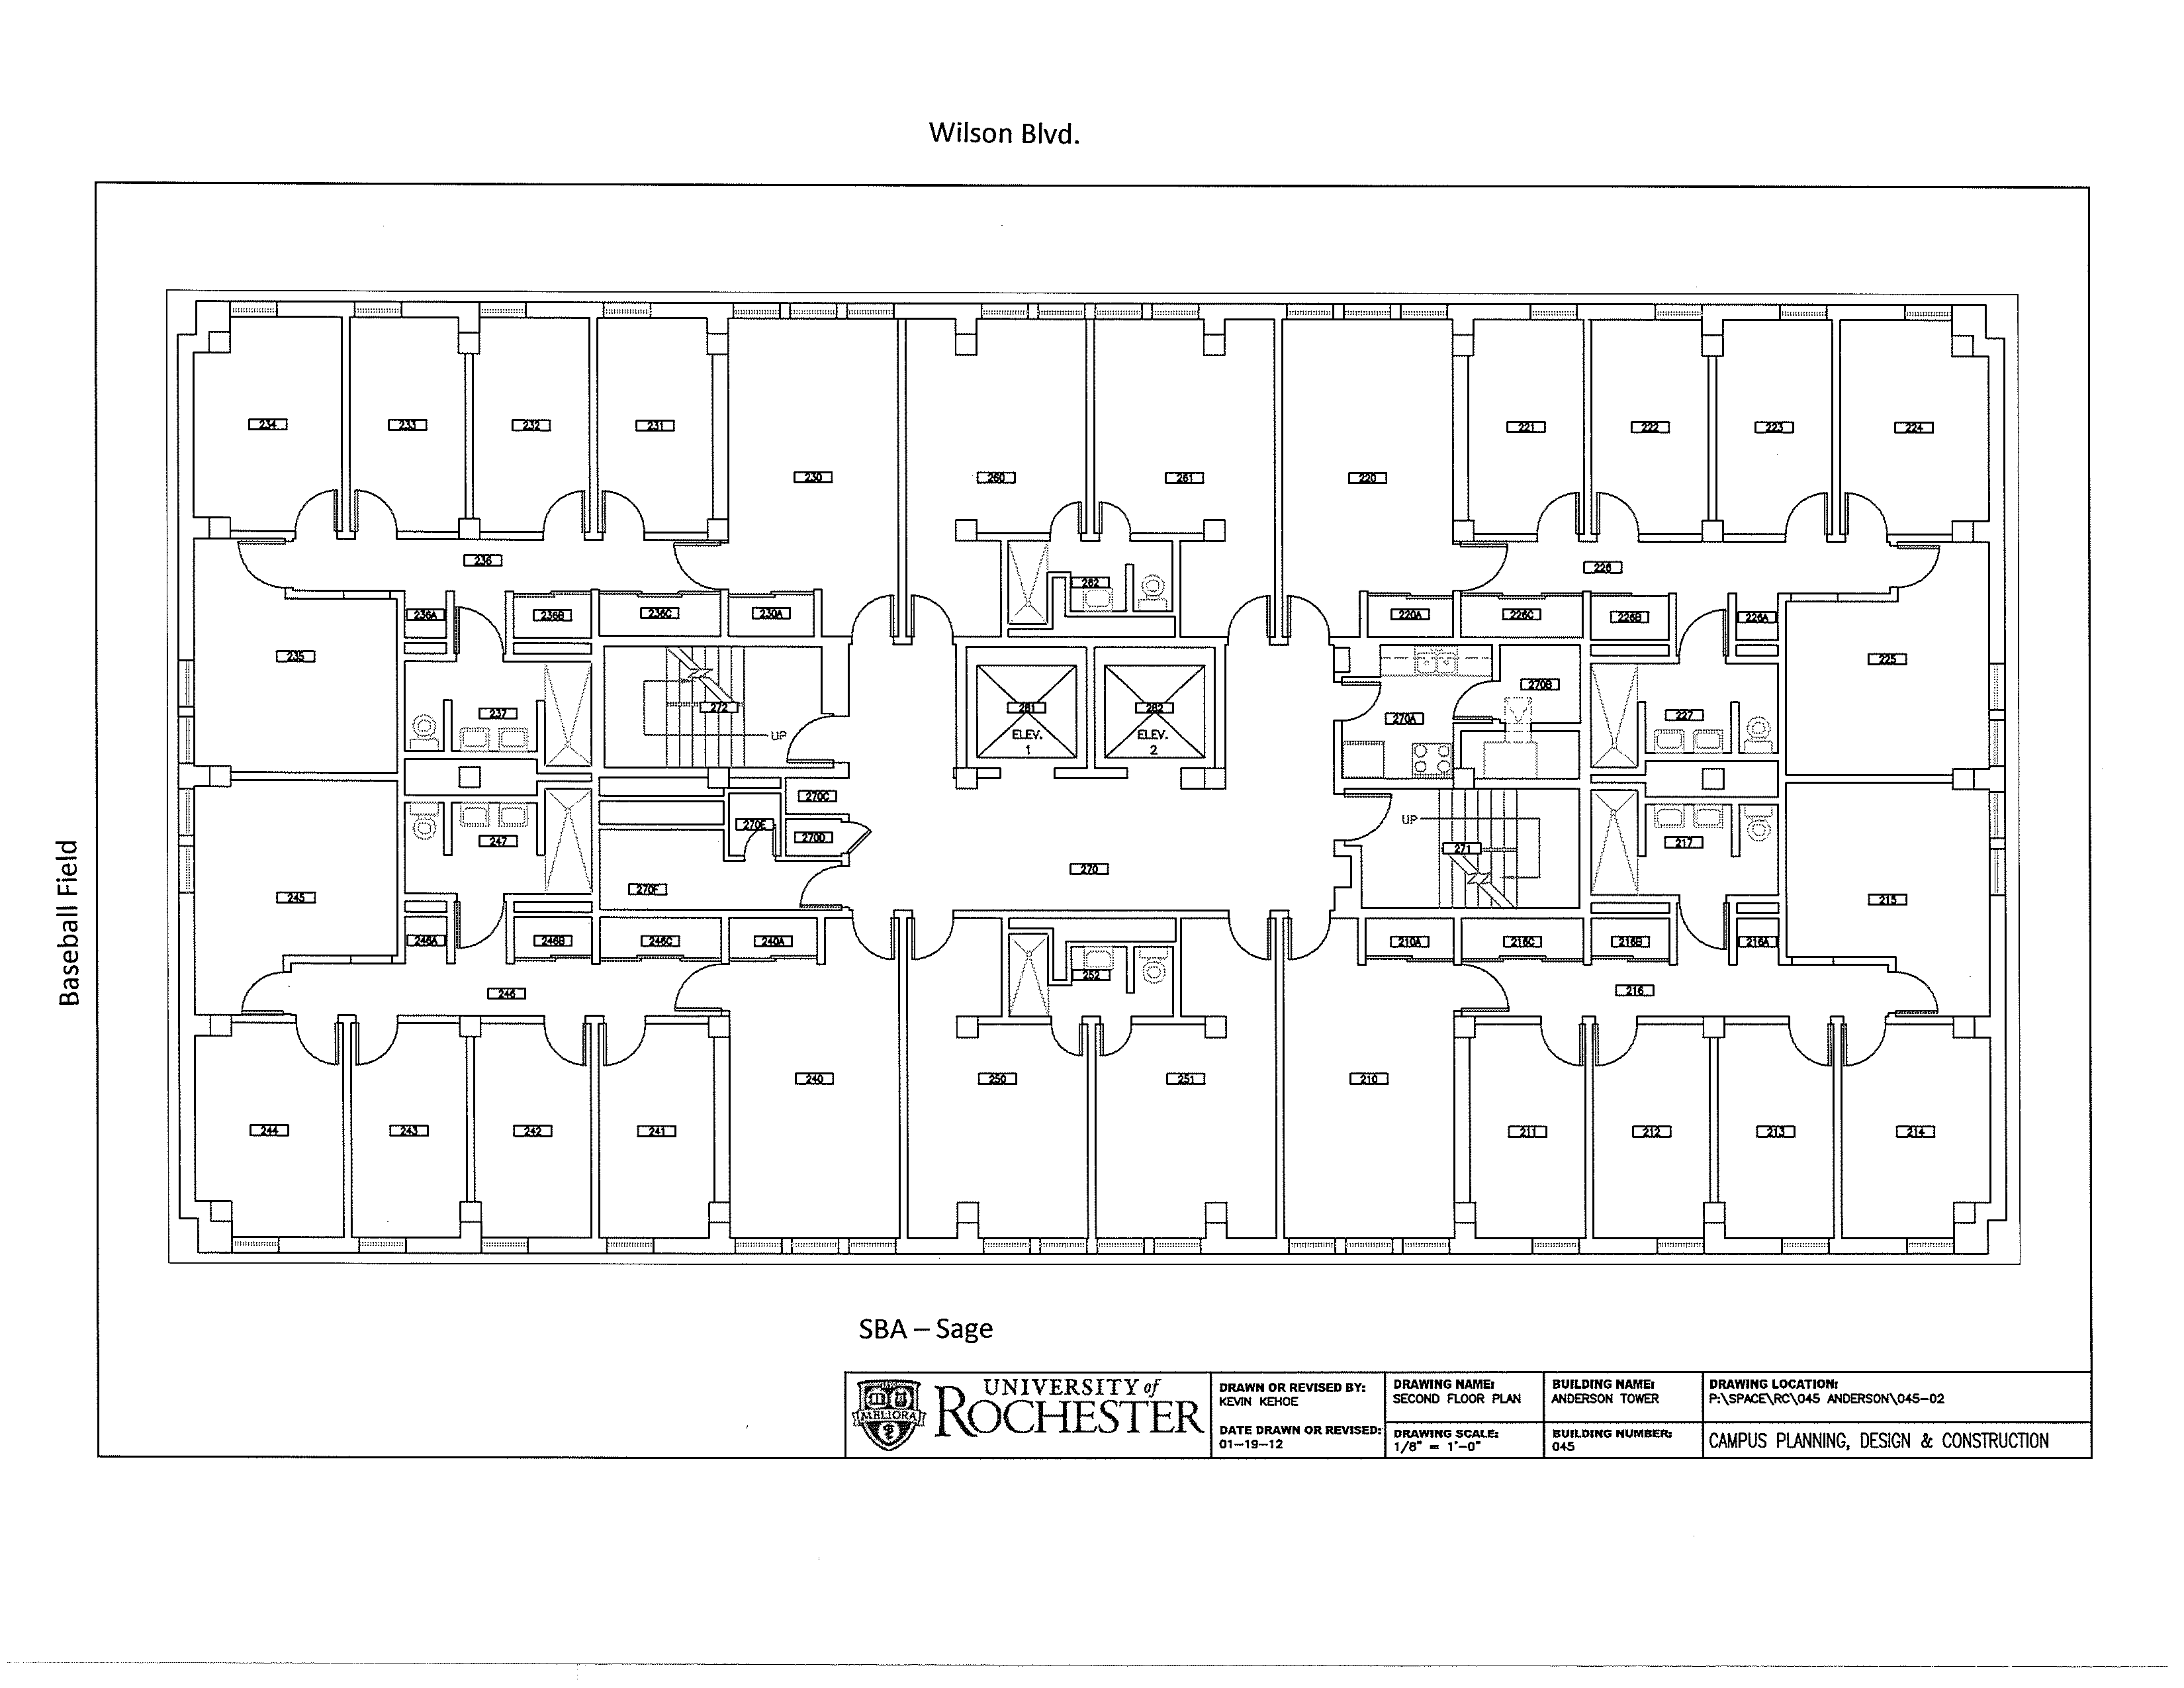 Wilson Blvd.
234
233
232
231
230
260
261
220
221
222
223
224
236
262
226
236A
236B
236C
230A
220A
226C
226B
226A
235
225
237
272
UP
281
ELEV.
1
282
ELEV.
2
270A
270B
227
270C
270E
270D
UP
271
247
217
270
270F
245
215
Baseball Field
246A
246B
246C
240A
252
210A
216C
216B
216A
246
216
240
250
251
210
244
243
242
241
211
212
213
214
SBA – Sage
MELIORA
UNIVERSITY of
ROCHESTER
DRAWN OR REVISED BY:
KEVIN KEHOE
DATE DRAWN OR REVISED:
01-19-12
DRAWING NAME:
SECOND FLOOR PLAN
DRAWING SCALE:
1/8" = 1'-0"
BUILDING NAME:
ANDERSON TOWER
BUILDING NUMBER:
045
DRAWING LOCATION:
P:\SPACE\RC\045 ANDERSON\045-02
CAMPUS PLANNING, DESIGN & CONSTRUCTION